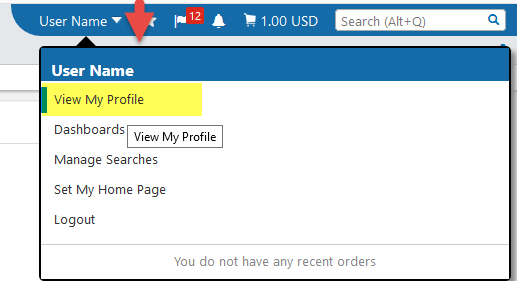 User Name 12 1.00 USD Search (Alt+Q)
User Name
View My Profile
Dashboards
View My Profile
Manage Searches
Set My Home Page
Logout
You do not have any recent orders